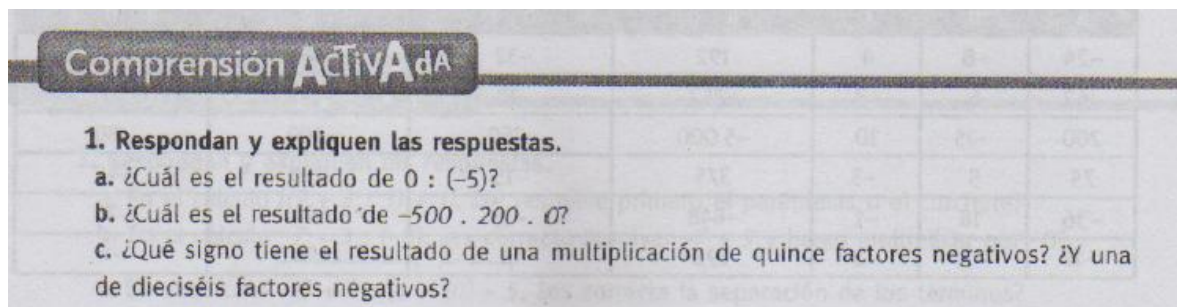 Comprensión ACTIVAdA
1. Respondan y expliquen las respuestas.
a. ¿Cuál es el resultado de 0 : (–5)?
b. ¿Cuál es el resultado de –500 . 200 . 0?
c. ¿Qué signo tiene el resultado de una multiplicación de quince factores negativos? ¿Y una
de dieciséis factores negativos?